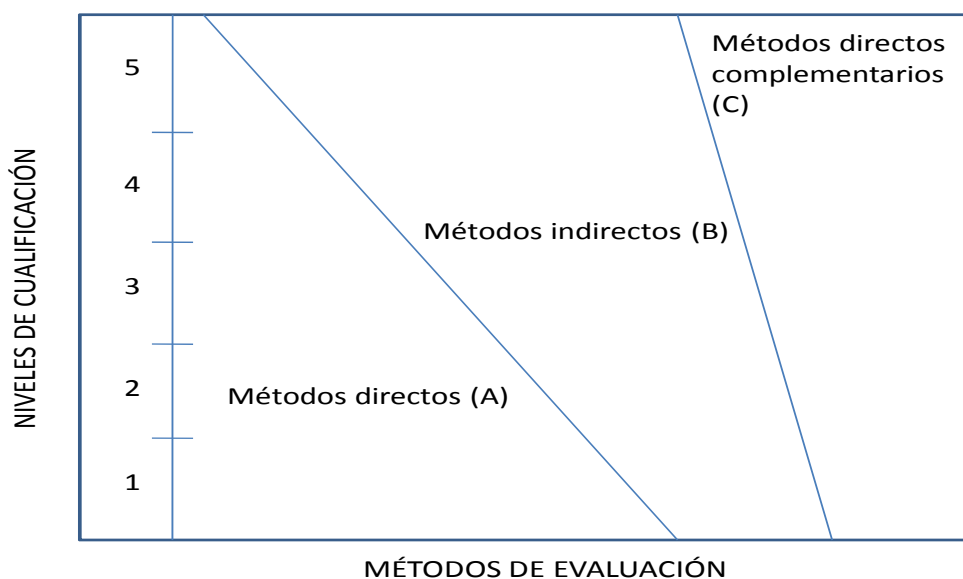 NIVELES DE CUALIFICACIÓN
5
4
3
2
1
Métodos directos
complementarios
(C)
Métodos indirectos (B)
Métodos directos (A)
MÉTODOS DE EVALUACIÓN